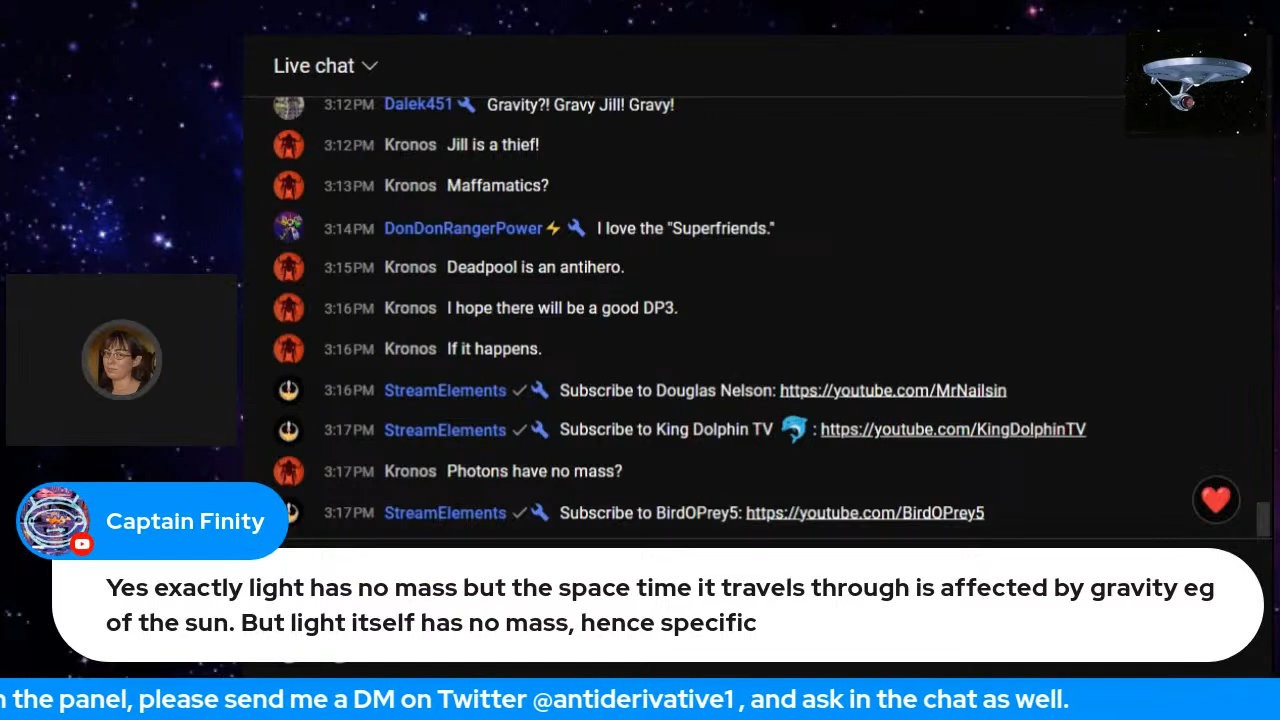 Live chat
3:12PM Dalek451 Gravity?! Gravy Jill! Gravy!
3:12PM Kronos Jill is a thief!
3:13PM Kronos Maffamatics?
3:14PM DonDonRangerPower⚡ I love the "Superfriends."
3:15PM Kronos Deadpool is an antihero.
3:16PM Kronos I hope there will be a good DP3.
3:16PM Kronos If it happens.
3:16PM StreamElements Subscribe to Douglas Nelson: https://youtube.com/MrNailsin
3:17PM StreamElements Subscribe to King Dolphin TV 🐬 : https://youtube.com/KingDolphinTV
3:17PM Kronos Photons have no mass?
3:17PM StreamElements Subscribe to BirdOPrey5: https://youtube.com/BirdOPrey5
Captain Finity
Yes exactly light has no mass but the space time it travels through is affected by gravity eg
of the sun. But light itself has no mass, hence specific
the panel, please send me a DM on Twitter @antiderivative1 , and ask in the chat as well.